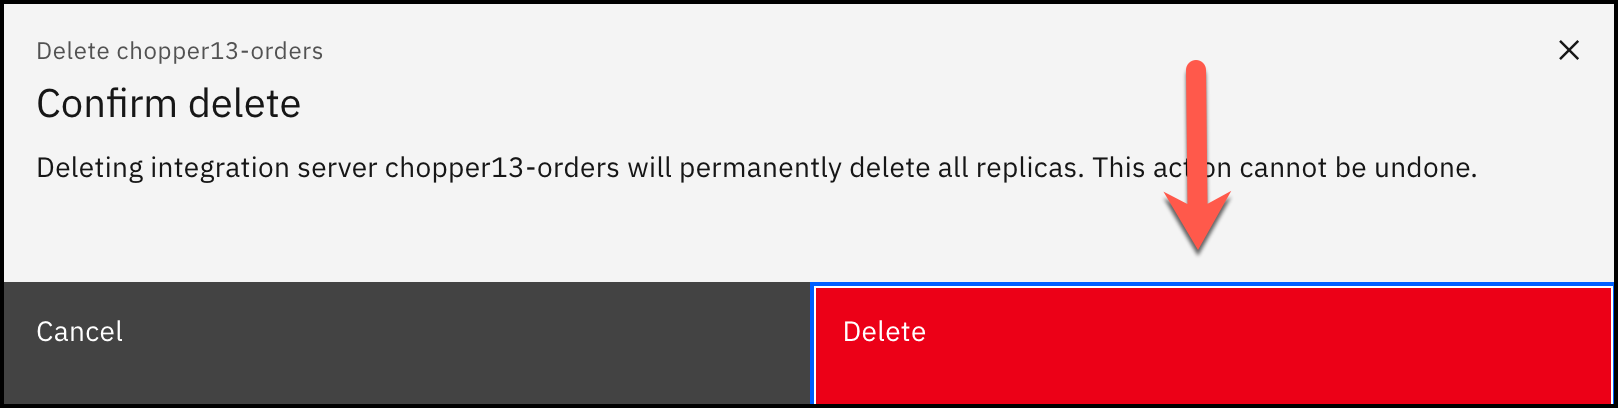 Delete chopper13-orders
Confirm delete
Deleting integration server chopper13-orders will permanently delete all replicas. This action cannot be undone.
Cancel
Delete